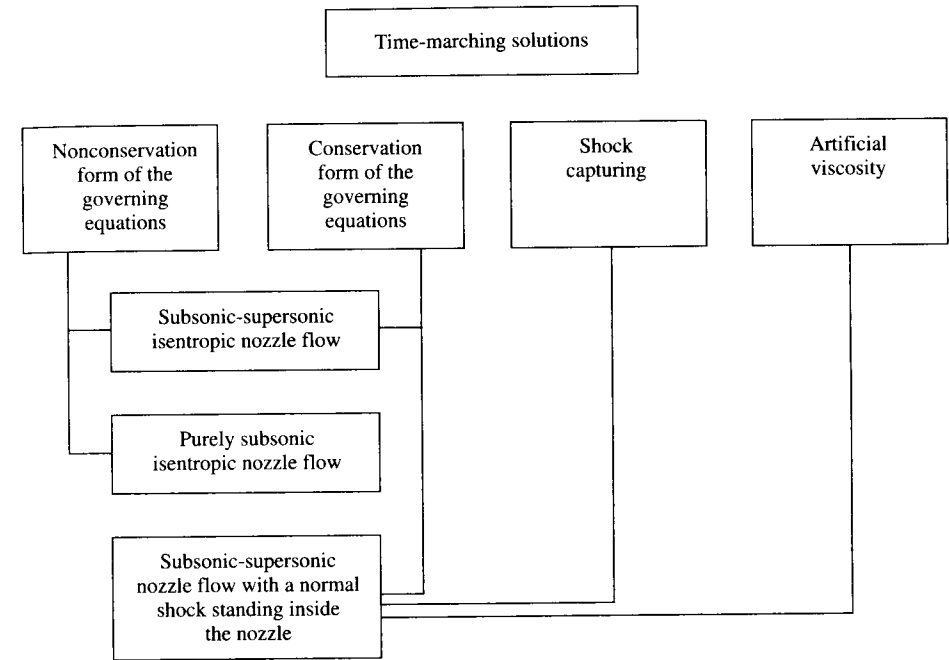 Time-marching solutions
Nonconservation
form of the
governing
equations
Conservation
form of the
governing
equations
Shock
capturing
Artificial
viscosity
Subsonic-supersonic
isentropic nozzle flow
Purely subsonic
isentropic nozzle flow
Subsonic-supersonic
nozzle flow with a normal
shock standing inside
the nozzle